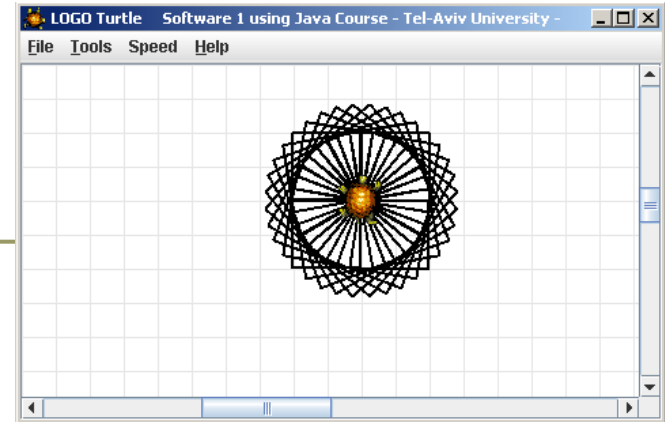 LOGO Turtle Software 1 using Java Course - Tel-Aviv University -
File Tools Speed Help